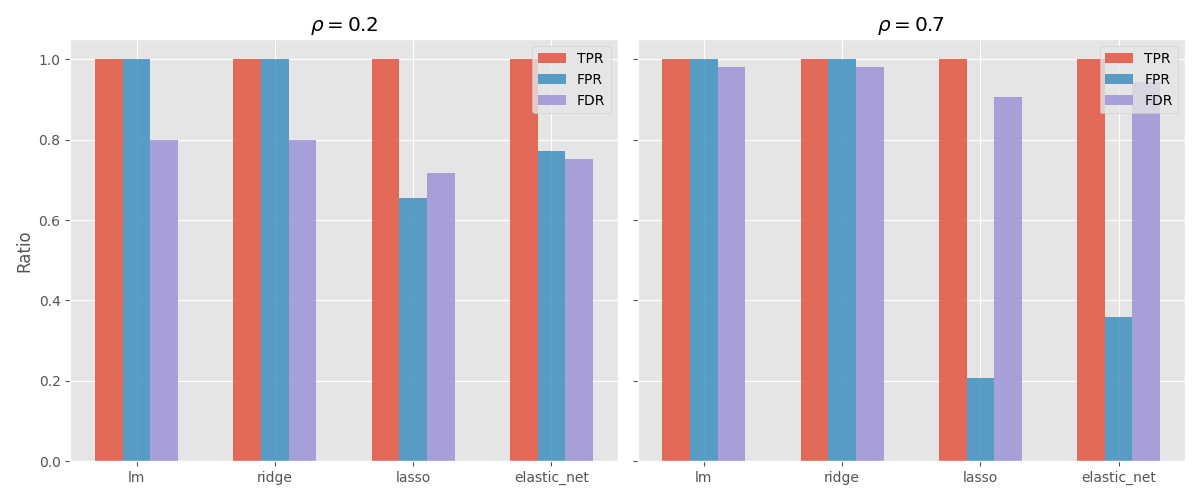 ρ = 0.2
ρ = 0.7
Ratio
1.0
0.8
0.6
0.4
0.2
0.0
TPR
FPR
FDR
TPR
FPR
FDR
lm ridge lasso elastic_net
lm ridge lasso elastic_net